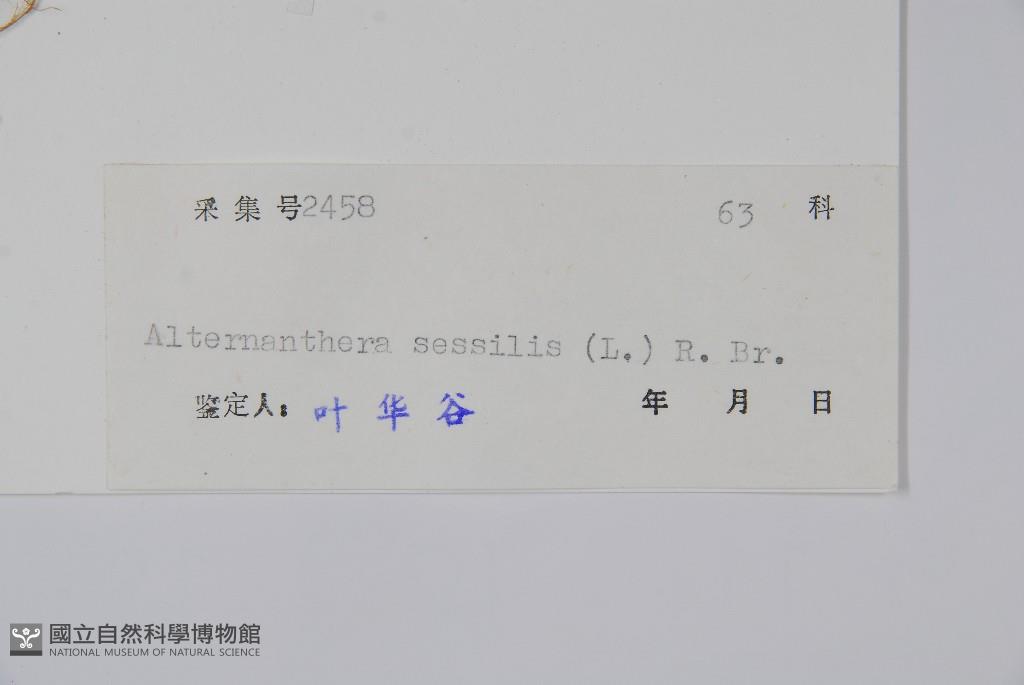 采集号2458 63 科
Alternanthera sessilis (L.) R. Br.
鉴定人: 叶华谷 年 月 日
國立自然科學博物館
NATIONAL MUSEUM OF NATURAL SCIENCE